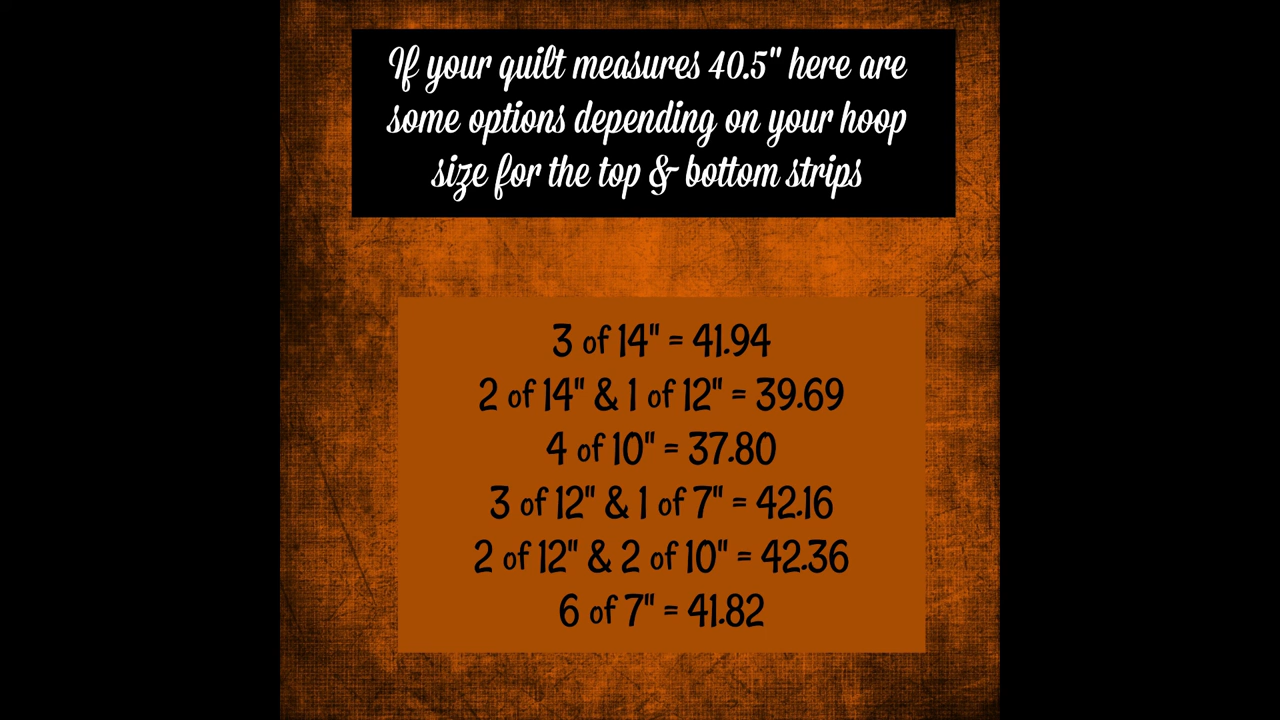 If your quilt measures 40.5" here are
some options depending on your hoop
size for the top & bottom strips
3 of 14" = 41.94
2 of 14" & 1 of 12" = 39.69
4 of 10" = 37.80
3 of 12" & 1 of 7" = 42.16
2 of 12" & 2 of 10" = 42.36
6 of 7" = 41.82